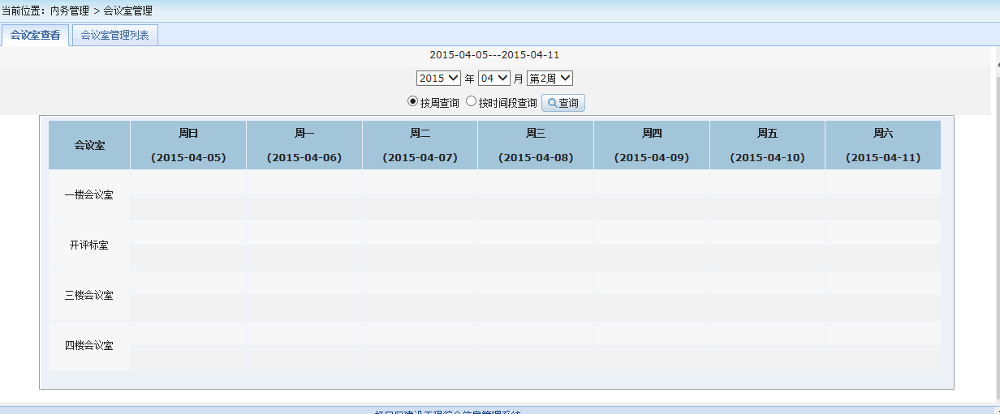 当前位置：内务管理 > 会议室管理
会议室查看 会议室管理列表
2015-04-05---2015-04-11
2015 年 04 月 第2周
按周查询 按时间段查询 查询
会议室 周日 周一 周二 周三 周四 周五 周六
(2015-04-05) (2015-04-06) (2015-04-07) (2015-04-08) (2015-04-09) (2015-04-10) (2015-04-11)
一楼会议室
开评标室
三楼会议室
四楼会议室